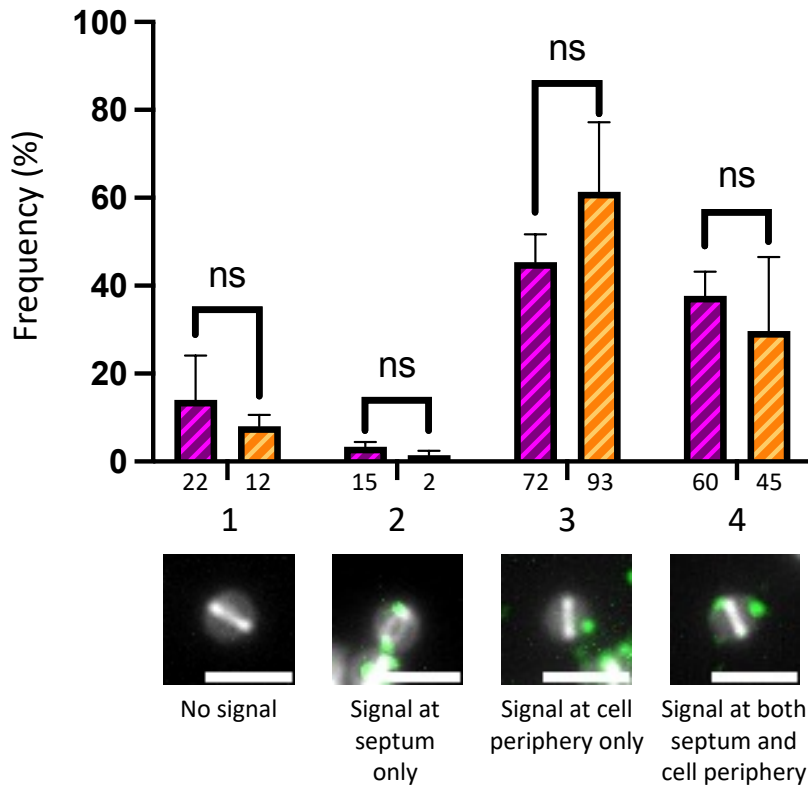 100
80
60
40
20
0
Frequency (%)
ns
ns
ns
ns
22 12 15 2 72 93 60 45
1 2 3 4
No signal
Signal at
septum
only
Signal at cell
periphery only
Signal at both
septum and
cell periphery